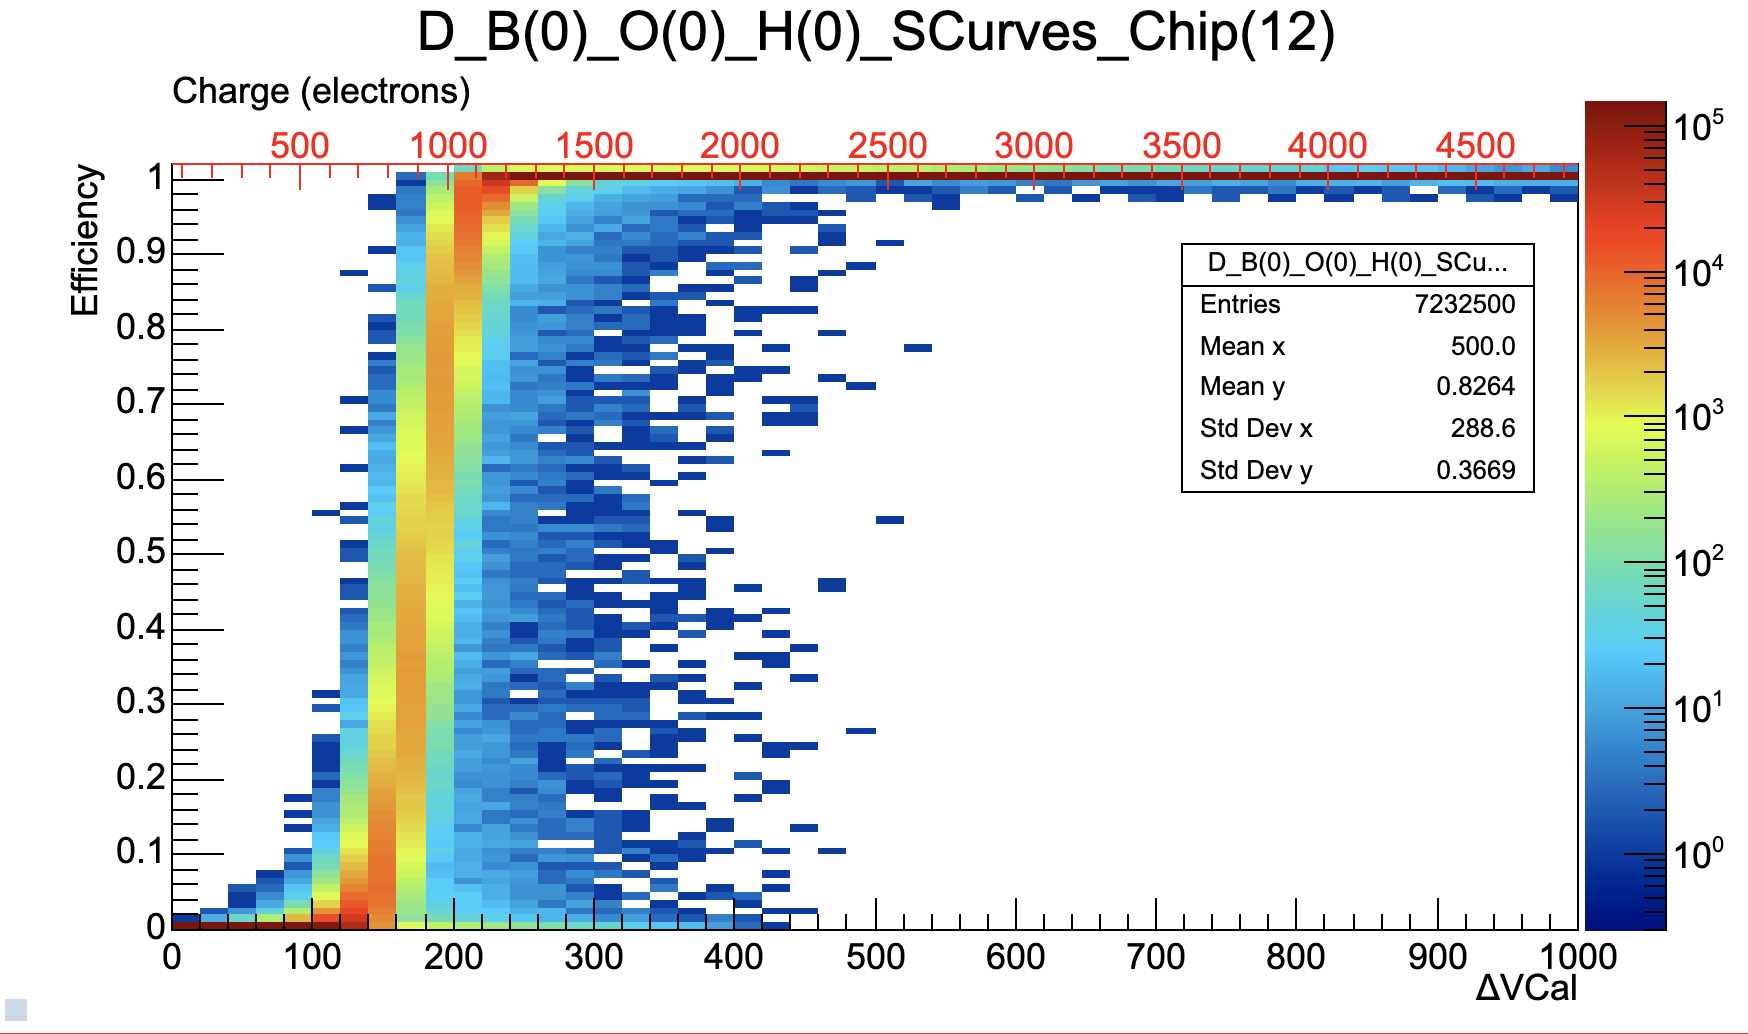 D_B(0)_O(0)_H(0)_SCurves_Chip(12)
Charge (electrons)
500 1000 1500 2000 2500 3000 3500 4000 4500
Efficiency
1
0.9
0.8
0.7
0.6
0.5
0.4
0.3
0.2
0.1
0
D_B(0)_O(0)_H(0)_SCu...
Entries 7232500
Mean x 500.0
Mean y 0.8264
Std Dev x 288.6
Std Dev y 0.3669
10^5
10^4
10^3
10^2
10^1
10^0
0 100 200 300 400 500 600 700 800 900 1000
ΔVCal